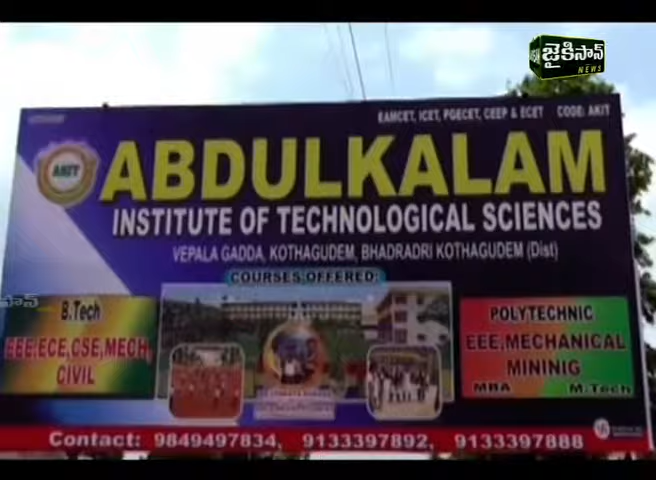 జైకిసాన్
NEWS
EAMCET, ICET, PGECET, CEEP & ECET CODE: AKIT
AKIT
ABDULKALAM
INSTITUTE OF TECHNOLOGICAL SCIENCES
VEPALA GADDA, KOTHAGUDEM, BHADRADRI KOTHAGUDEM (Dist)
COURSES OFFERED:
B.Tech
EEE,ECE,CSE,MECH,
CIVIL
POLYTECHNIC
EEE,MECHANICAL
MININIG
MBA M.Tech
Contact: 9849497834, 9133397892, 9133397888